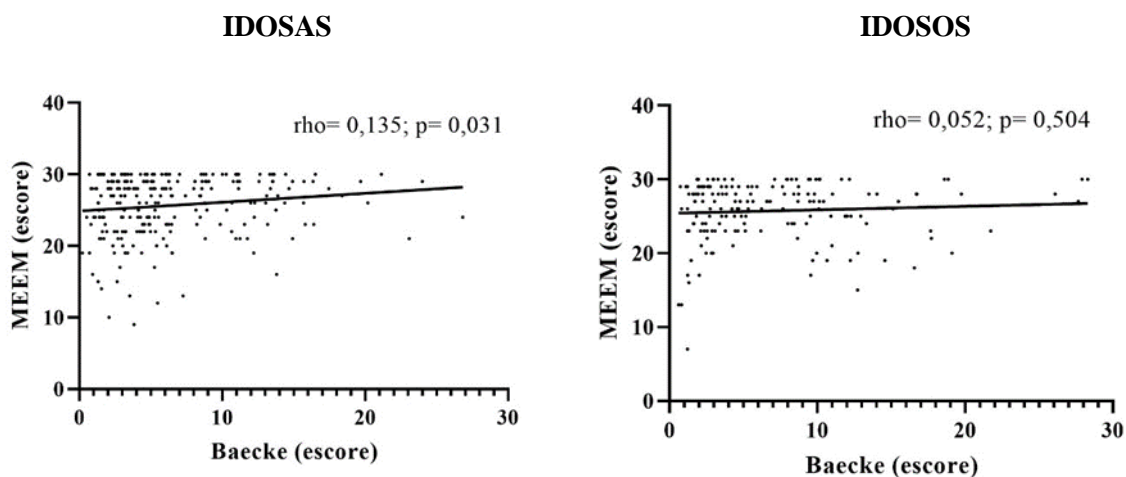 IDOSAS
IDOSOS
40
rho= 0,135; p= 0,031
30
20
10
0
MEEM (escore)
0 10 20 30
Baecke (escore)
40
rho= 0,052; p= 0,504
30
20
10
0
MEEM (escore)
0 10 20 30
Baecke (escore)